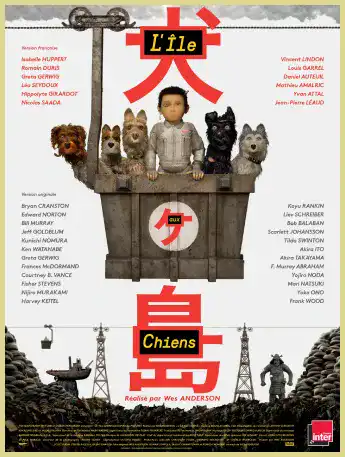 犬
L'Île
Version française
Isabelle HUPPERT
Romain DURIS
Greta GERWIG
Léa SEYDOUX
Hippolyte GIRARDOT
Nicolas SAADA
Vincent LINDON
Louis GARREL
Daniel AUTEUIL
Mathieu AMALRIC
Yvan ATTAL
Jean-Pierre LÉAUD
Version originale
Bryan CRANSTON
Edward NORTON
Bill MURRAY
Jeff GOLDBLUM
Kunichi NOMURA
Ken WATANABE
Greta GERWIG
Frances McDORMAND
Courtney B. VANCE
Fisher STEVENS
Nijiro MURAKAMI
Harvey KEITEL
Koyu RANKIN
Liev SCHREIBER
Bob BALABAN
Scarlett JOHANSSON
Tilda SWINTON
Akira ITO
Akira TAKAYAMA
F. Murray ABRAHAM
Yojiro NODA
Mari NATSUKI
Yoko ONO
Frank WOOD
aux
ケ
島
Chiens
Réalisé par Wes ANDERSON
inter